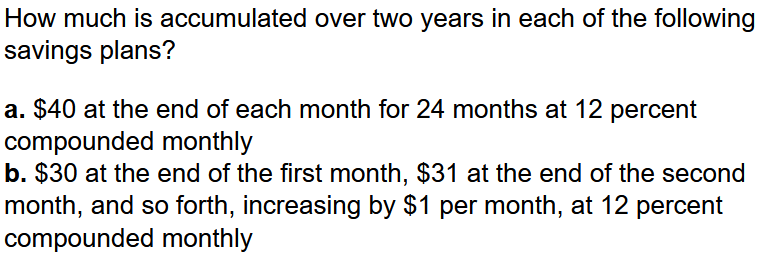 How much is accumulated over two years in each of the following
savings plans?
a. $40 at the end of each month for 24 months at 12 percent
compounded monthly
b. $30 at the end of the first month, $31 at the end of the second
month, and so forth, increasing by $1 per month, at 12 percent
compounded monthly